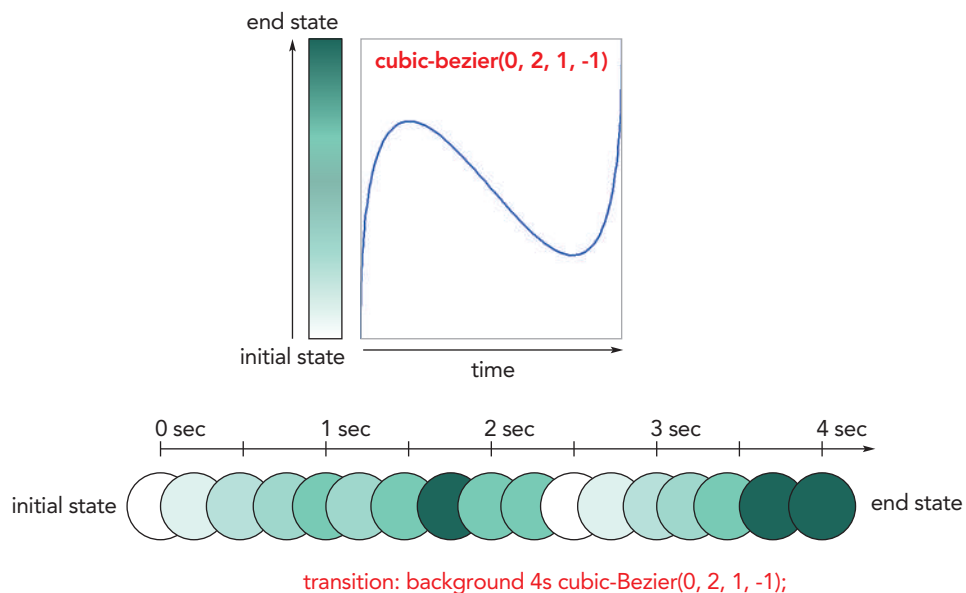 end state
cubic-bezier(0, 2, 1, -1)
initial state
time
0 sec 1 sec 2 sec 3 sec 4 sec
initial state
end state
transition: background 4s cubic-Bezier(0, 2, 1, -1);